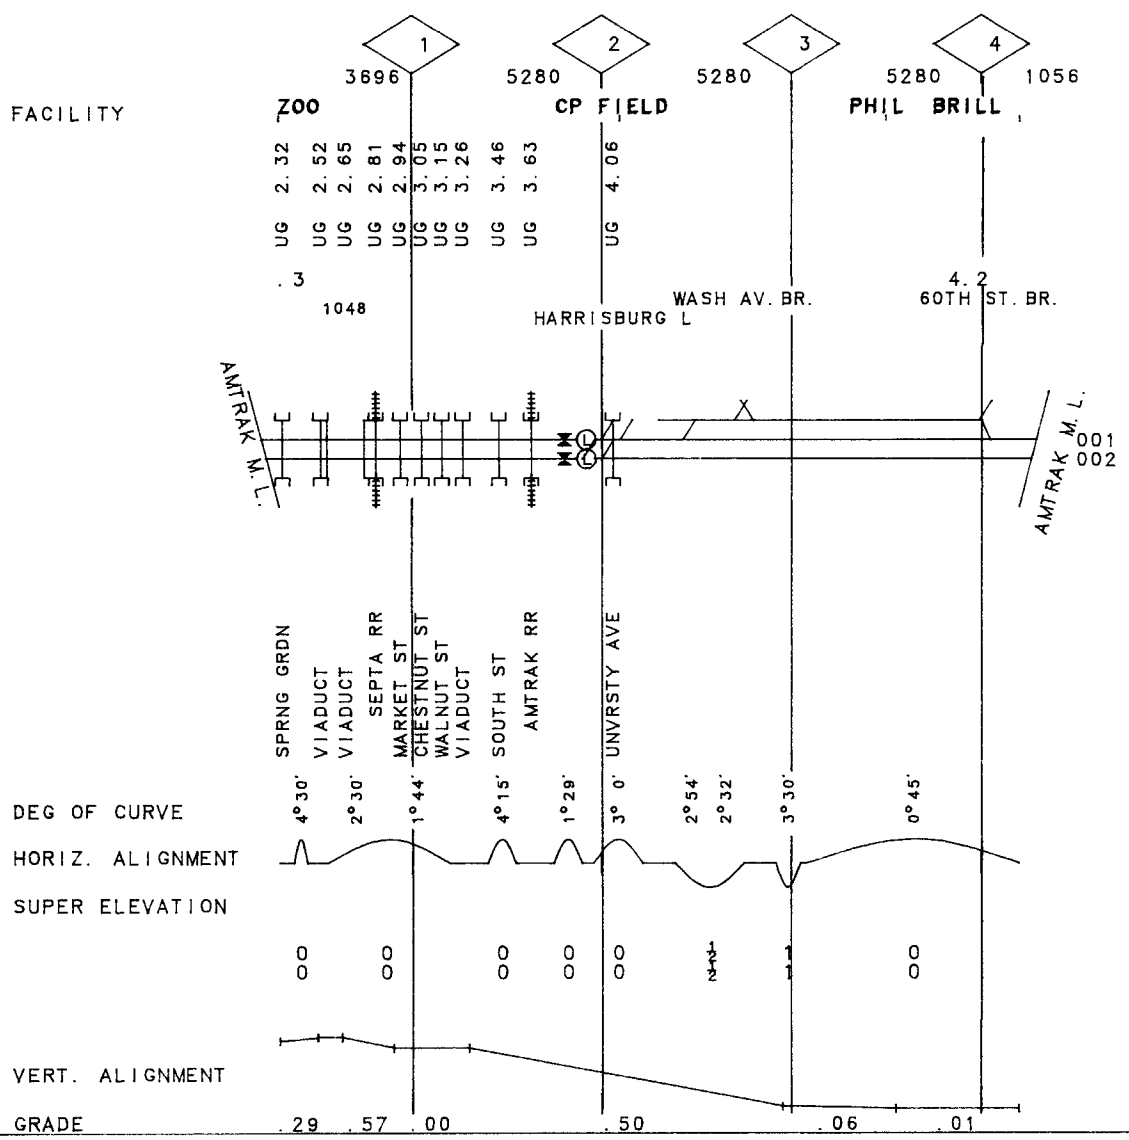 1 2 3 4
3696 5280 5280 5280 1056
FACILITY ZOO CP FIELD PHIL BRILL
UG 2.32
UG 2.52
UG 2.65
UG 2.81
UG 2.94
UG 3.05
UG 3.15
UG 3.26
UG 3.46
UG 3.63
UG 4.06
.3 4.2
1048 WASH AV. BR. 60TH ST. BR.
HARRISBURG L
AMTRAK M.L.
L
L
AMTRAK M.L.
001
002
SPRNG GRDN
VIADUCT
VIADUCT
SEPTA RR
MARKET ST
CHESTNUT ST
WALNUT ST
VIADUCT
SOUTH ST
AMTRAK RR
UNVRSTY AVE
DEG OF CURVE 4°30' 2°30' 1°44' 4°15' 1°29' 3° 0' 2°54' 2°32' 3°30' 0°45'
HORIZ. ALIGNMENT
SUPER ELEVATION
0 0 0 0 0 ½ 1 0
0 0 0 0 0 ½ 1 0
VERT. ALIGNMENT
GRADE .29 .57 .00 .50 .06 .01